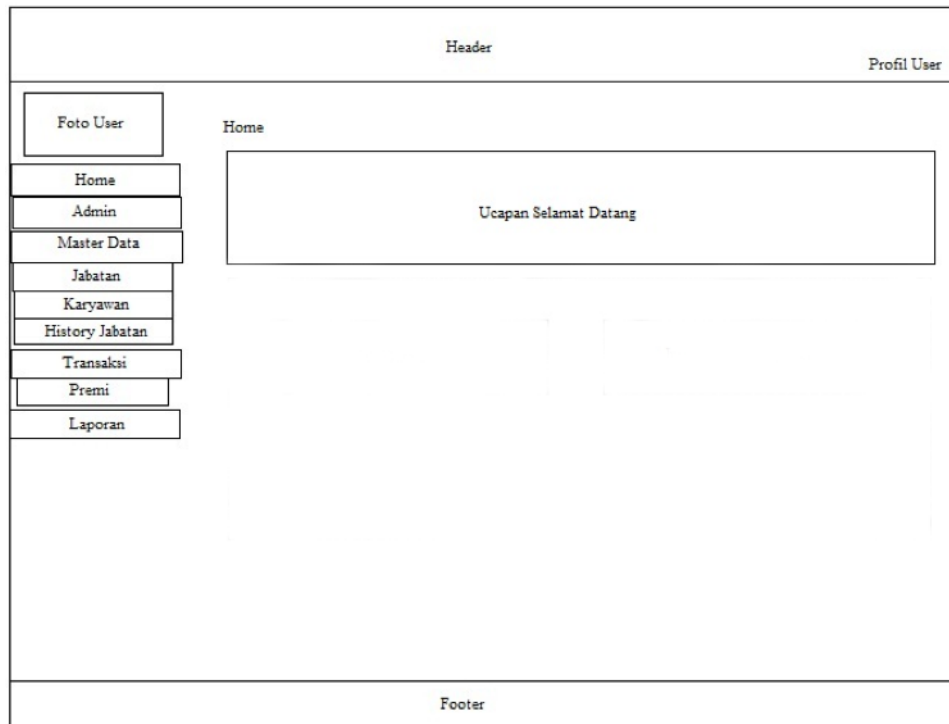 Header
Profil User
Foto User
Home
Admin
Master Data
Jabatan
Karyawan
History Jabatan
Transaksi
Premi
Laporan
Home
Ucapan Selamat Datang
Footer